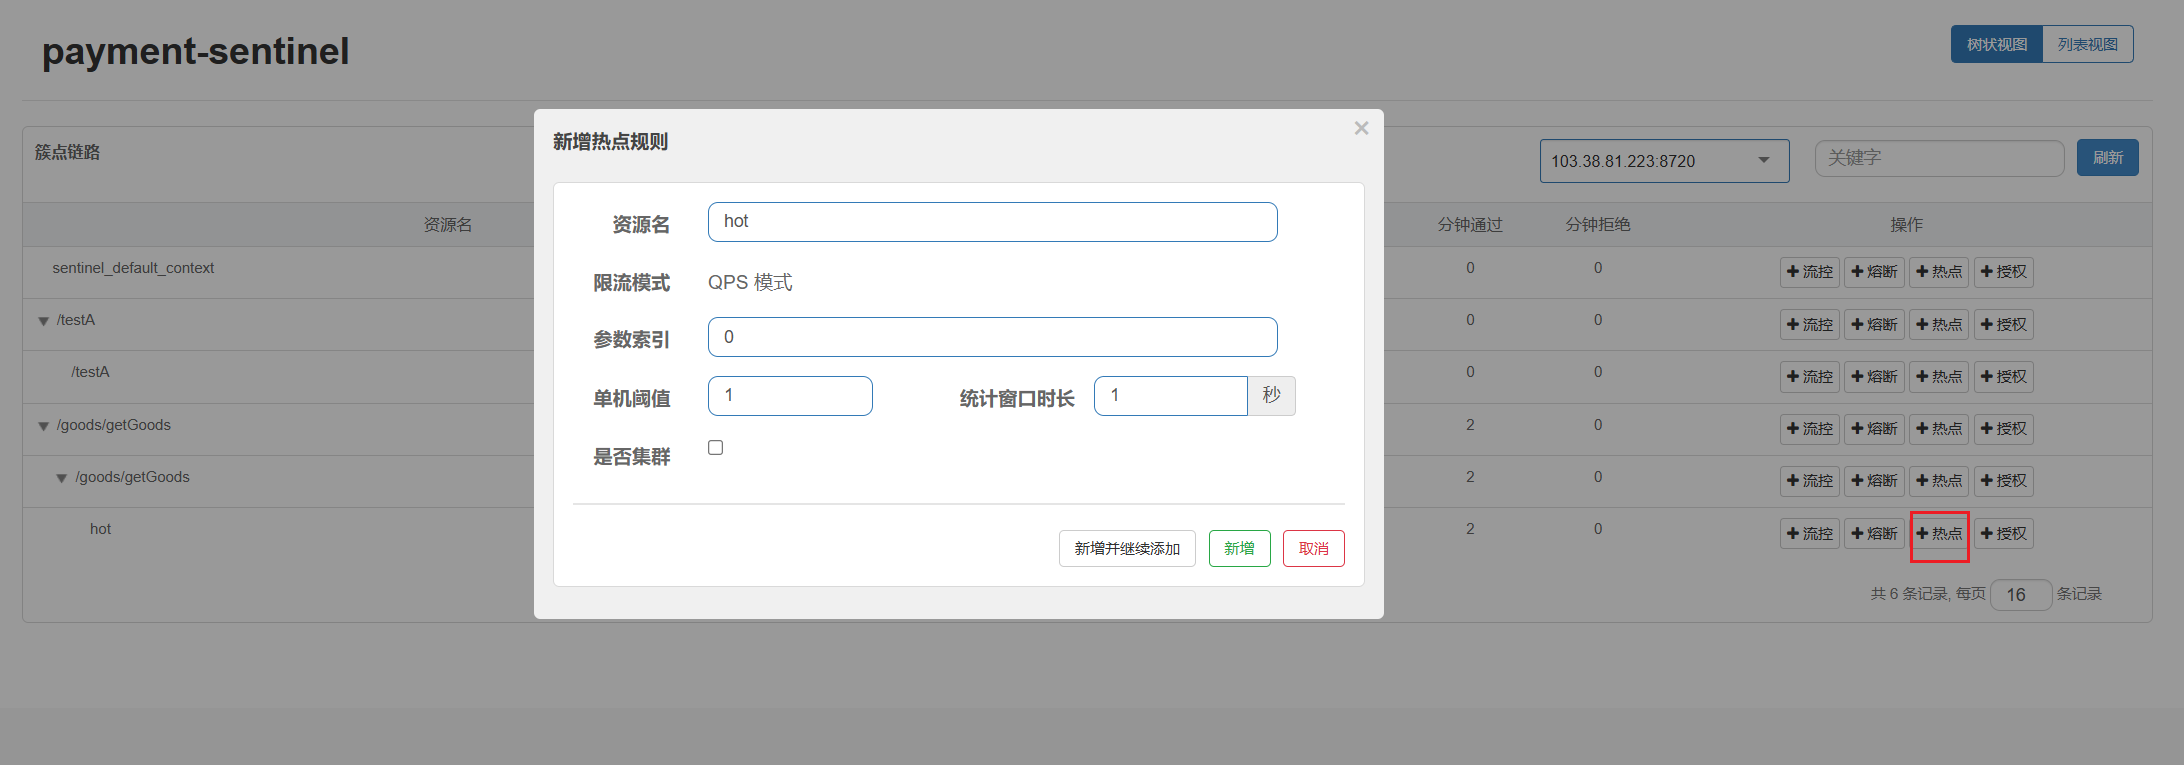 payment-sentinel
树状视图 列表视图
簇点链路
103.38.81.223:8720 关键字 刷新
资源名 分钟通过 分钟拒绝 操作
sentinel_default_context 0 0 流控 熔断 热点 授权
/testA 0 0 流控 熔断 热点 授权
/testA 0 0 流控 熔断 热点 授权
/goods/getGoods 2 0 流控 熔断 热点 授权
/goods/getGoods 2 0 流控 熔断 热点 授权
hot 2 0 流控 熔断 热点 授权
共 6 条记录, 每页 16 条记录
新增热点规则 ×
资源名 hot
限流模式 QPS 模式
参数索引 0
单机阈值 1 统计窗口时长 1 秒
是否集群
新增并继续添加 新增 取消